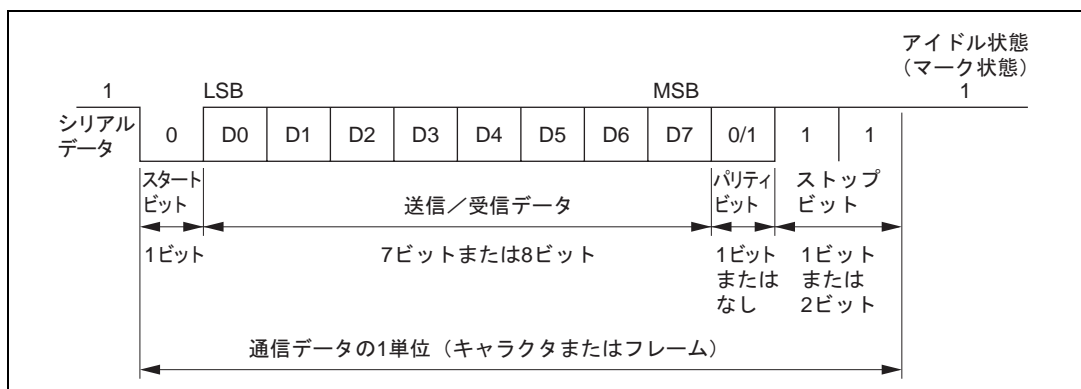 アイドル状態
（マーク状態）
1 LSB MSB 1
シリアル
データ
0 D0 D1 D2 D3 D4 D5 D6 D7 0/1 1 1
スタート
ビット
送信／受信データ
パリティ
ビット
ストップ
ビット
1ビット
7ビットまたは8ビット
1ビット
または
なし
1ビット
または
2ビット
通信データの1単位（キャラクタまたはフレーム）